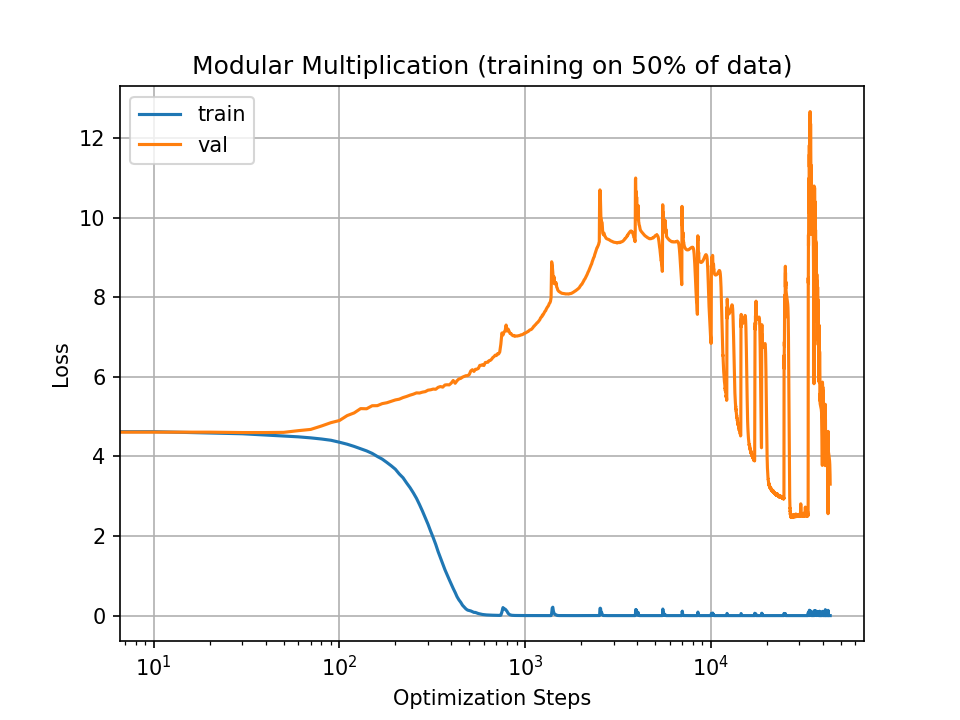 Modular Multiplication (training on 50% of data)
train
val
12
10
8
6
4
2
0
Loss
10¹
10²
10³
10⁴
Optimization Steps